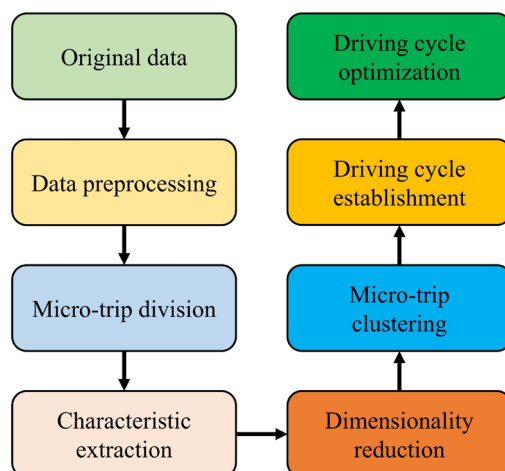 Original data
Data preprocessing
Micro-trip division
Characteristic
extraction
Dimensionality
reduction
Micro-trip
clustering
Driving cycle
establishment
Driving cycle
optimization